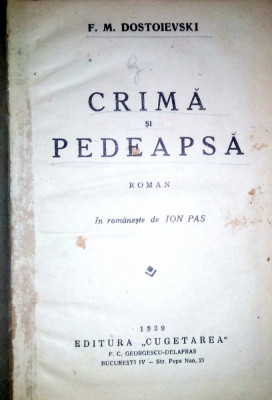 F. M. DOSTOIEVSKI
CRIMĂ
ȘI
PEDEAPSĂ
ROMAN
În românește de ION PAS
1939
EDITURA „CUGETAREA"
P. C. GEORGESCU-DELAFRAS
BUCUREȘTI IV — Str. Popa Nan, 21